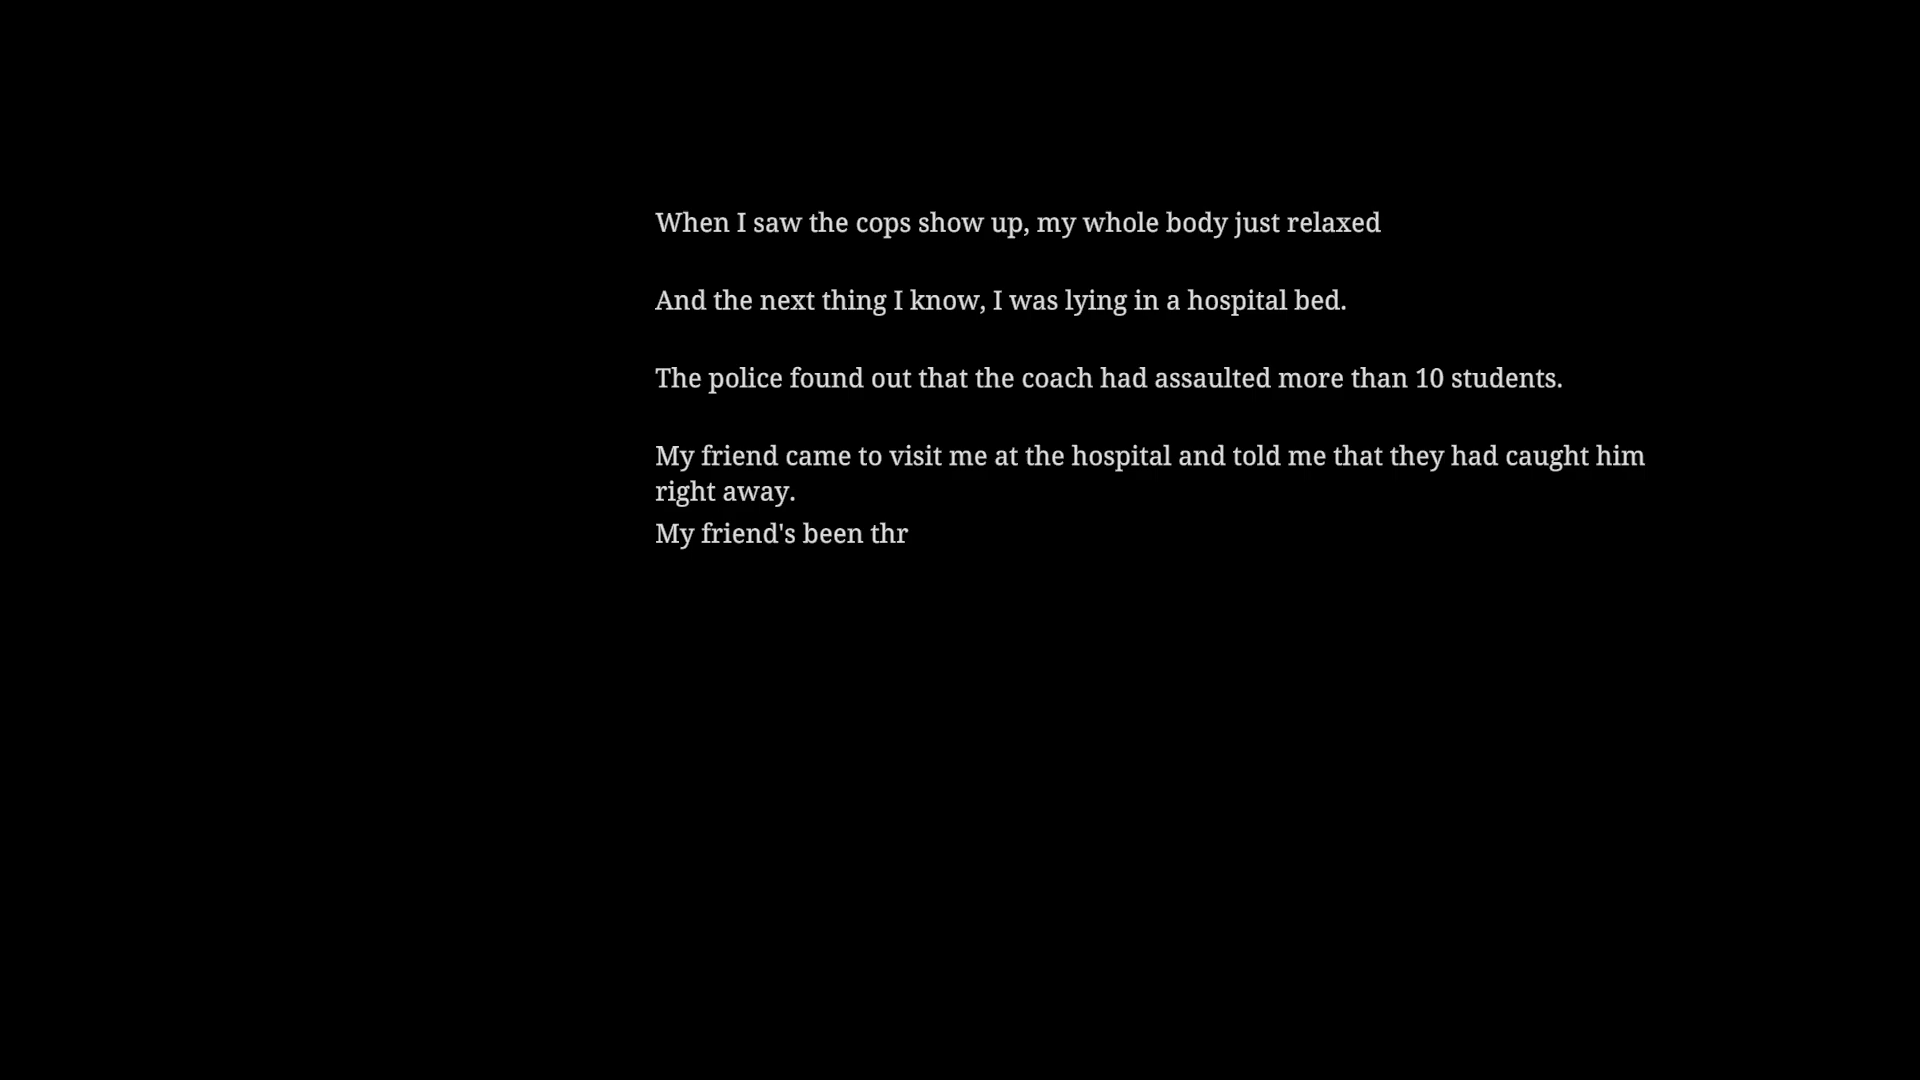 When I saw the cops show up, my whole body just relaxed
And the next thing I know, I was lying in a hospital bed.
The police found out that the coach had assaulted more than 10 students.
My friend came to visit me at the hospital and told me that they had caught him
right away.
My friend's been thr